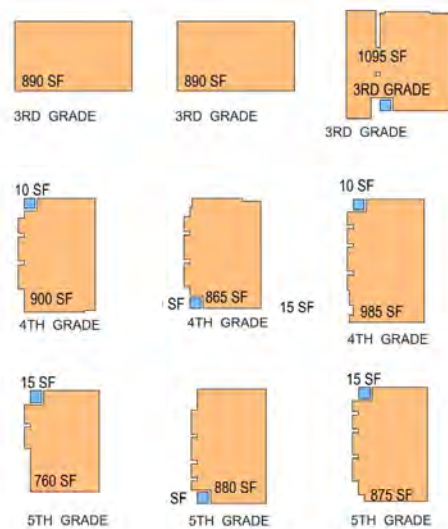 890 SF
3RD GRADE
890 SF
3RD GRADE
1095 SF
3RD GRADE
3RD GRADE
10 SF
900 SF
4TH GRADE
SF
865 SF
4TH GRADE
15 SF
10 SF
985 SF
4TH GRADE
15 SF
760 SF
5TH GRADE
SF
880 SF
5TH GRADE
15 SF
875 SF
5TH GRADE